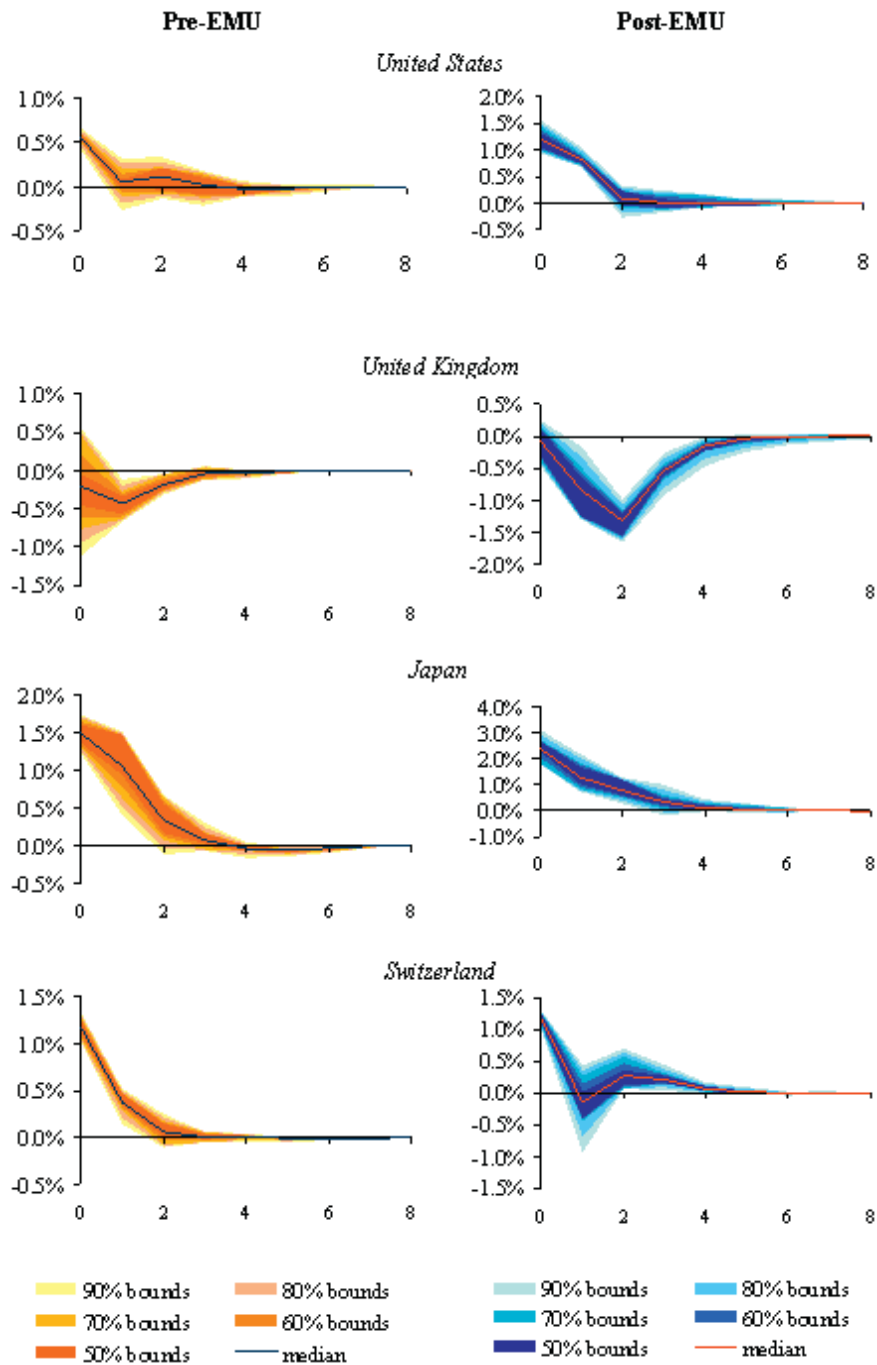 Pre-EMU Post-EMU
United States
1.0%
0.5%
0.0%
-0.5%
0 2 4 6 8
2.0%
1.5%
1.0%
0.5%
0.0%
-0.5%
0 2 4 6 8
United Kingdom
1.0%
0.5%
0.0%
-0.5%
-1.0%
-1.5%
0 2 4 6 8
0.5%
0.0%
-0.5%
-1.0%
-1.5%
-2.0%
0 2 4 6 8
Japan
2.0%
1.5%
1.0%
0.5%
0.0%
-0.5%
0 2 4 6 8
4.0%
3.0%
2.0%
1.0%
0.0%
-1.0%
0 2 4 6 8
Switzerland
1.5%
1.0%
0.5%
0.0%
-0.5%
0 2 4 6 8
1.5%
1.0%
0.5%
0.0%
-0.5%
-1.0%
-1.5%
0 2 4 6 8
90% bounds 80% bounds
70% bounds 60% bounds
50% bounds median
90% bounds 80% bounds
70% bounds 60% bounds
50% bounds median